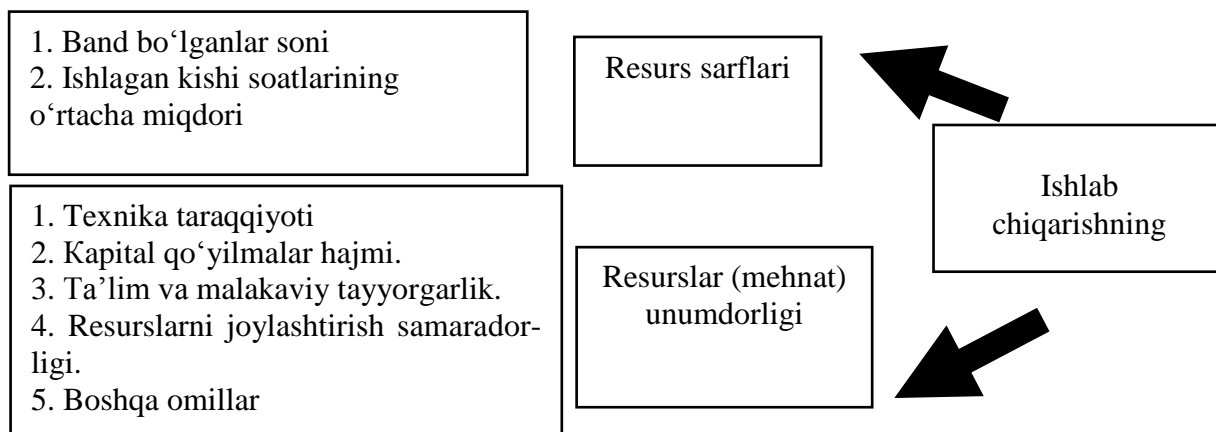 1. Band bo‘lganlar soni
2. Ishlagan kishi soatlarining
o‘rtacha miqdori
Resurs sarflari
Ishlab
chiqarishning
1. Texnika taraqqiyoti
2. Kapital qo‘yilmalar hajmi.
3. Ta’lim va malakaviy tayyorgarlik.
4. Resurslarni joylashtirish samarador-
ligi.
5. Boshqa omillar
Resurslar (mehnat)
unumdorligi